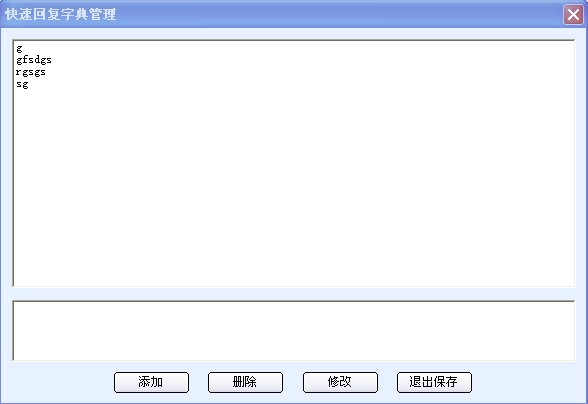 快速回复字典管理
g
gfsdgs
rgsgs
sg
添加
删除
修改
退出保存